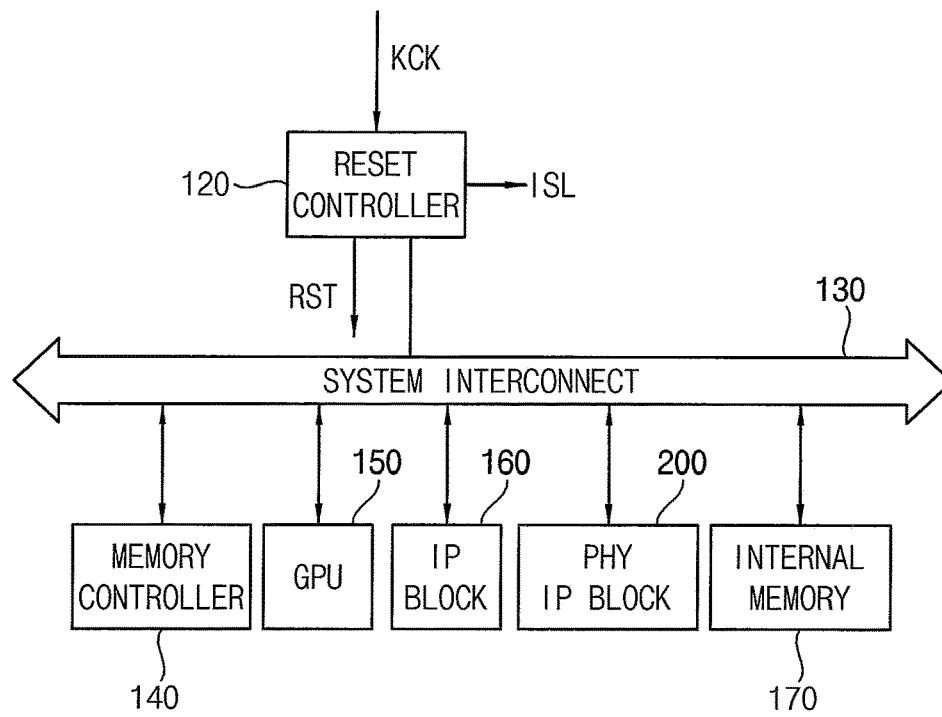 KCK
RESET
CONTROLLER
120
ISL
RST
130
SYSTEM INTERCONNECT
150
160
200
MEMORY
CONTROLLER
GPU
IP
BLOCK
PHY
IP BLOCK
INTERNAL
MEMORY
140
170